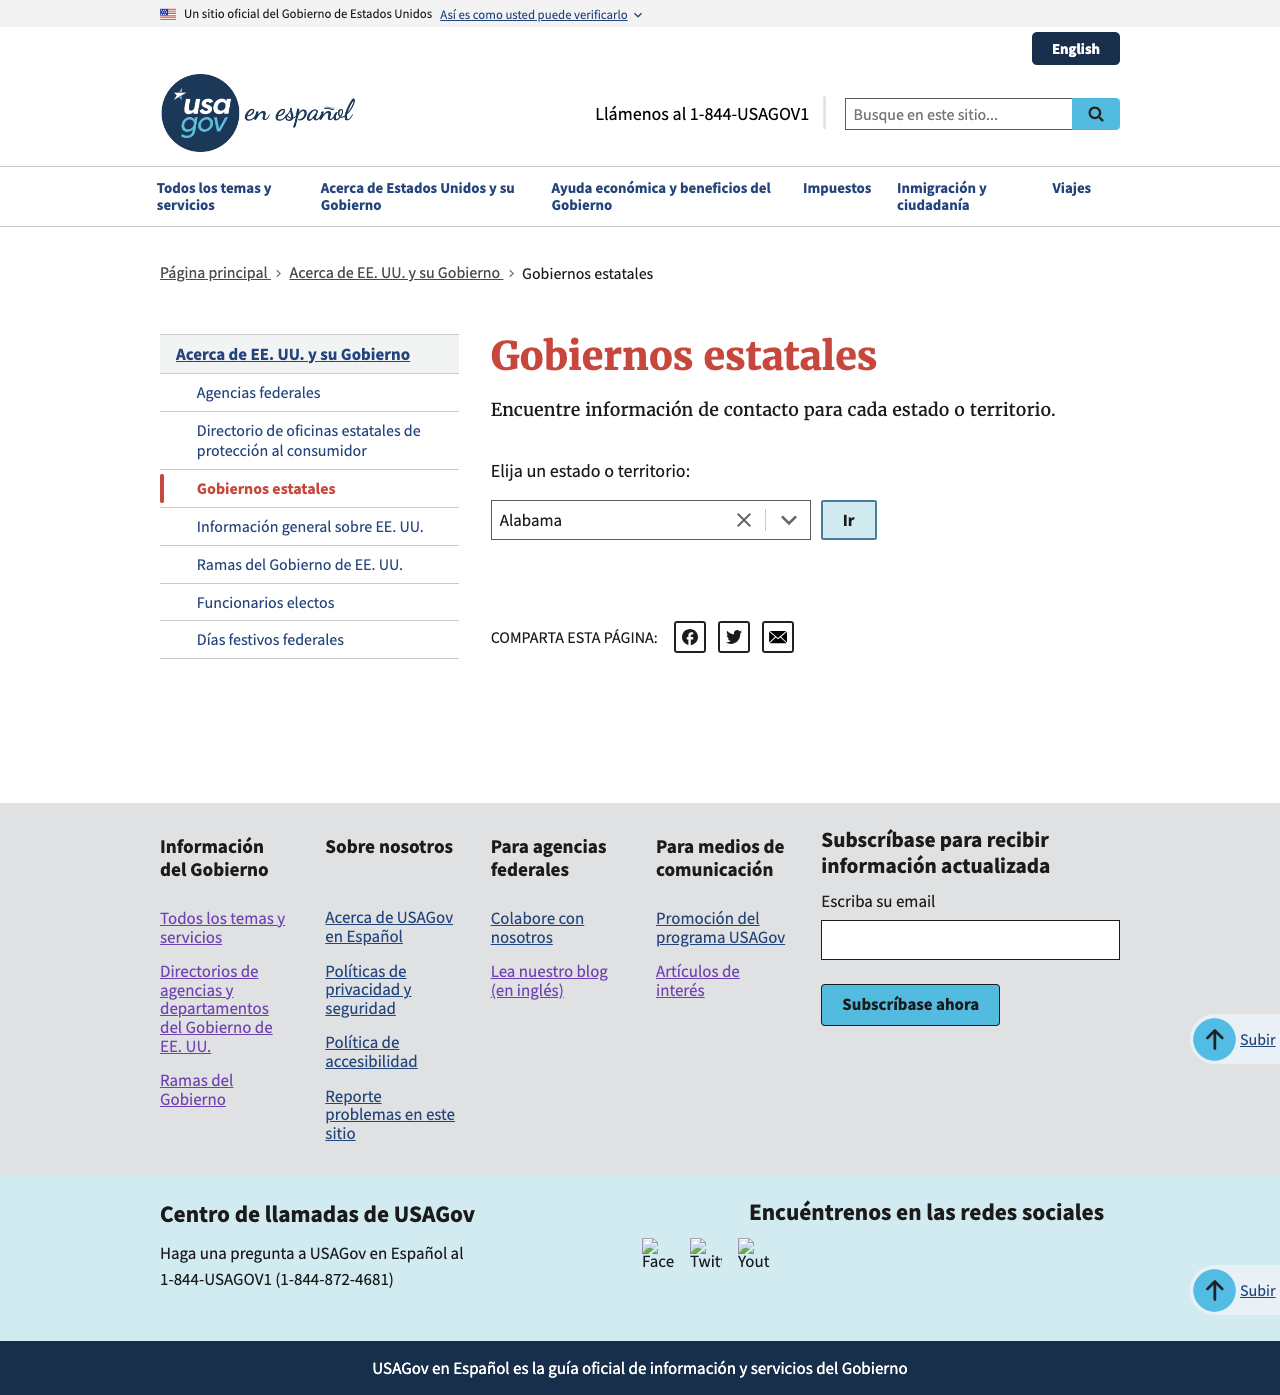 Un sitio oficial del Gobierno de Estados Unidos Así es como usted puede verificarlo
English
usa gov en español
Llámenos al 1-844-USAGOV1
Busque en este sitio...
Todos los temas y servicios
Acerca de Estados Unidos y su Gobierno
Ayuda económica y beneficios del Gobierno
Impuestos
Inmigración y ciudadanía
Viajes
Página principal > Acerca de EE. UU. y su Gobierno > Gobiernos estatales
Acerca de EE. UU. y su Gobierno
Agencias federales
Directorio de oficinas estatales de
protección al consumidor
Gobiernos estatales
Información general sobre EE. UU.
Ramas del Gobierno de EE. UU.
Funcionarios electos
Días festivos federales
Gobiernos estatales
Encuentre información de contacto para cada estado o territorio.
Elija un estado o territorio:
Alabama
Ir
COMPARTA ESTA PÁGINA:
Información
del Gobierno
Todos los temas y
servicios
Directorios de
agencias y
departamentos
del Gobierno de
EE. UU.
Ramas del
Gobierno
Sobre nosotros
Acerca de USAGov
en Español
Políticas de
privacidad y
seguridad
Política de
accesibilidad
Reporte
problemas en este
sitio
Para agencias
federales
Colabore con
nosotros
Lea nuestro blog
(en inglés)
Para medios de
comunicación
Promoción del
programa USAGov
Artículos de
interés
Subscríbase para recibir
información actualizada
Escriba su email
Subscríbase ahora
Subir
Centro de llamadas de USAGov
Haga una pregunta a USAGov en Español al
1-844-USAGOV1 (1-844-872-4681)
Encuéntrenos en las redes sociales
Face Twit Yout
Subir
USAGov en Español es la guía oficial de información y servicios del Gobierno